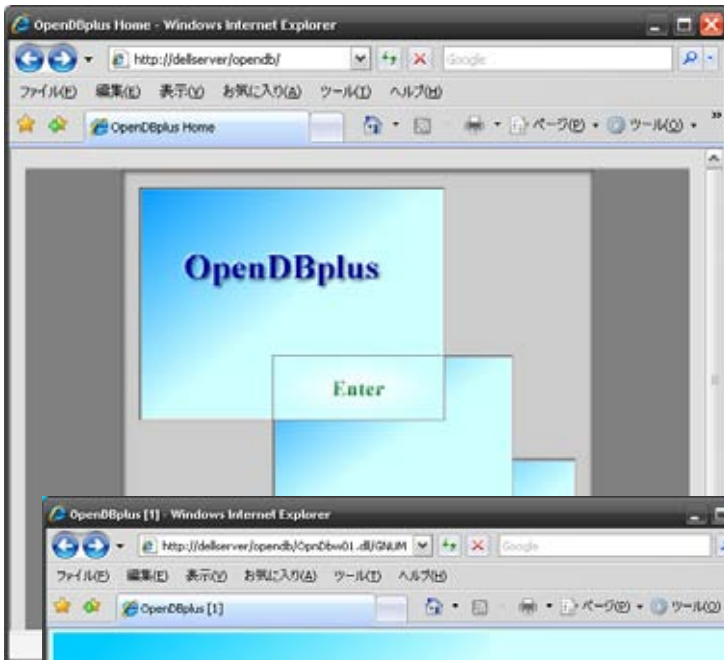 OpenDBplus Home - Windows Internet Explorer
http://dellserver/opendb/
Google
ファイル(F) 編集(E) 表示(V) お気に入り(A) ツール(T) ヘルプ(H)
OpenDBplus Home
ページ(P) ツール(O) »
OpenDBplus
Enter
OpenDBplus [1] - Windows Internet Explorer
http://dellserver/opendb/OpnDbw01.dll/GNUM
Google
ファイル(F) 編集(E) 表示(V) お気に入り(A) ツール(T) ヘルプ(H)
OpenDBplus [1]
ページ(P) ツール(O)